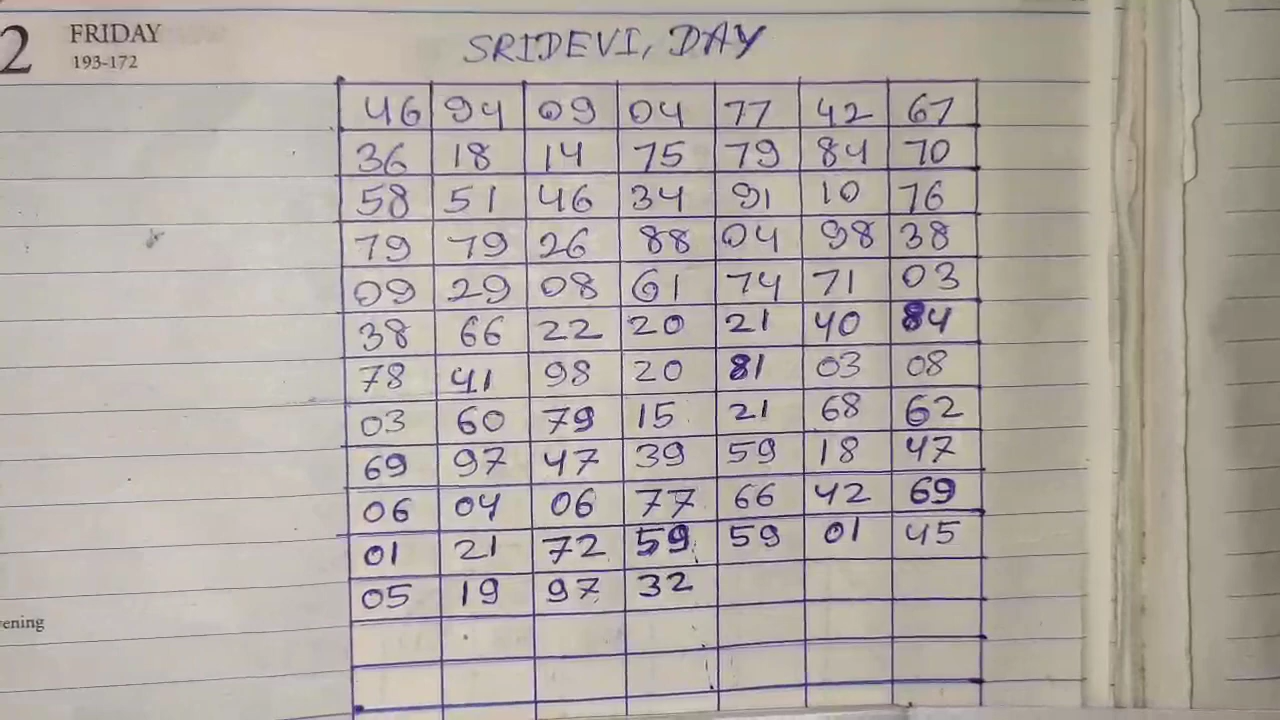 2 FRIDAY
193-172
SRIDEVI, DAY
46 94 09 04 77 42 67
36 18 14 75 79 84 70
58 51 46 34 91 10 76
79 79 26 88 04 98 38
09 29 08 61 74 71 03
38 66 22 20 21 40 84
78 41 98 20 81 03 08
03 60 79 15 21 68 62
69 97 47 39 59 18 47
06 04 06 77 66 42 69
01 21 72 59 59 01 45
05 19 97 32
ening